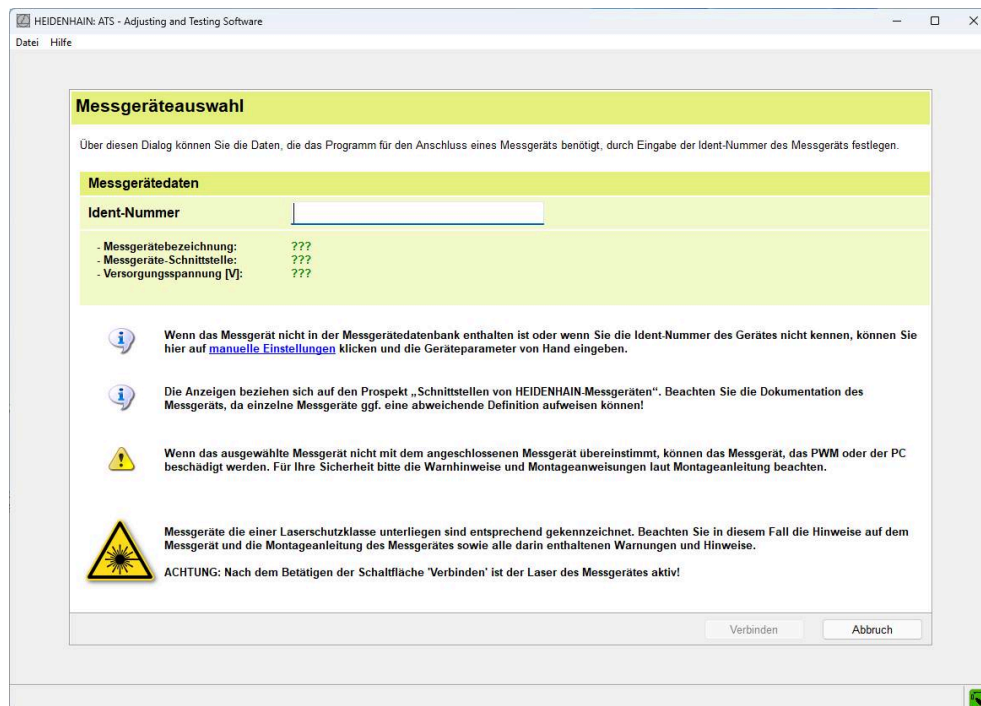 HEIDENHAIN: ATS - Adjusting and Testing Software
Datei Hilfe
Messgeräteauswahl
Über diesen Dialog können Sie die Daten, die das Programm für den Anschluss eines Messgeräts benötigt, durch Eingabe der Ident-Nummer des Messgeräts festlegen.
Messgerätedaten
Ident-Nummer
- Messgerätebezeichnung: ???
- Messgeräte-Schnittstelle: ???
- Versorgungsspannung [V]: ???
Wenn das Messgerät nicht in der Messgerätedatenbank enthalten ist oder wenn Sie die Ident-Nummer des Gerätes nicht kennen, können Sie
hier auf manuelle Einstellungen klicken und die Geräteparameter von Hand eingeben.
Die Anzeigen beziehen sich auf den Prospekt „Schnittstellen von HEIDENHAIN-Messgeräten“. Beachten Sie die Dokumentation des
Messgeräts, da einzelne Messgeräte ggf. eine abweichende Definition aufweisen können!
Wenn das ausgewählte Messgerät nicht mit dem angeschlossenen Messgerät übereinstimmt, können das Messgerät, das PWM oder der PC
beschädigt werden. Für Ihre Sicherheit bitte die Warnhinweise und Montageanweisungen laut Montageanleitung beachten.
Messgeräte die einer Laserschutzklasse unterliegen sind entsprechend gekennzeichnet. Beachten Sie in diesem Fall die Hinweise auf dem
Messgerät und die Montageanleitung des Messgerätes sowie alle darin enthaltenen Warnungen und Hinweise.
ACHTUNG: Nach dem Betätigen der Schaltfläche 'Verbinden' ist der Laser des Messgerätes aktiv!
Verbinden Abbruch